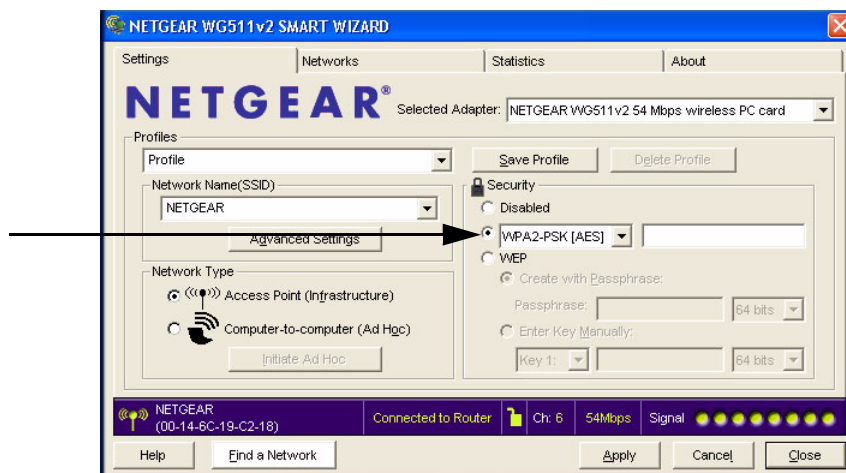 NETGEAR WG511v2 SMART WIZARD
Settings Networks Statistics About
NETGEAR® Selected Adapter: NETGEAR WG511v2 54 Mbps wireless PC card
Profiles
Profile Save Profile Delete Profile
Network Name(SSID)
NETGEAR
Advanced Settings
Network Type
Access Point (Infrastructure)
Computer-to-computer (Ad Hoc)
Initiate Ad Hoc
Security
Disabled
WPA2-PSK [AES]
WEP
Create with Passphrase:
Passphrase: 64 bits
Enter Key Manually:
Key 1: 64 bits
NETGEAR
(00-14-6C-19-C2-18)
Connected to Router Ch: 6 54Mbps Signal
Help Find a Network Apply Cancel Close